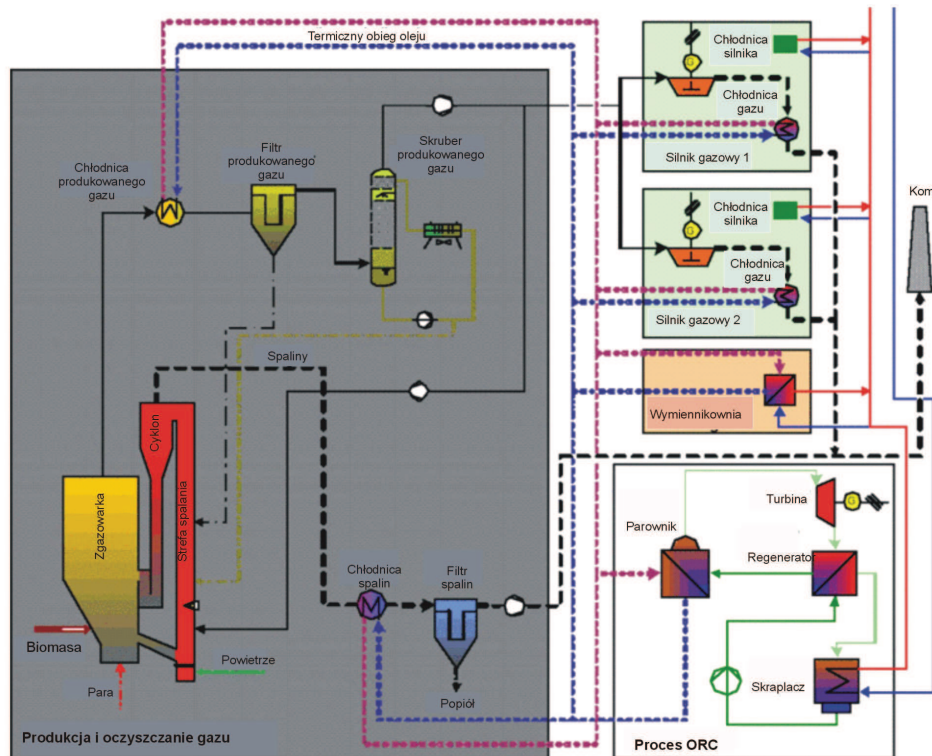 Termiczny obieg oleju
Chłodnica
silnika
Chłodnica
gazu
Silnik gazowy 1
Chłodnica
produkowanego
gazu
Filtr
produkowanego
gazu
Skruber
produkowanego
gazu
Chłodnica
silnika
Chłodnica
gazu
Silnik gazowy 2
Kom
Spaliny
Cyklon
Wymiennikownia
Zgazowarka
Strefa spalania
Turbina
G
Parownik
Regenerator
Chłodnica
spalin
Filtr
spalin
Biomasa
Para
Powietrze
Popiół
Skraplacz
Produkcja i oczyszczanie gazu
Proces ORC